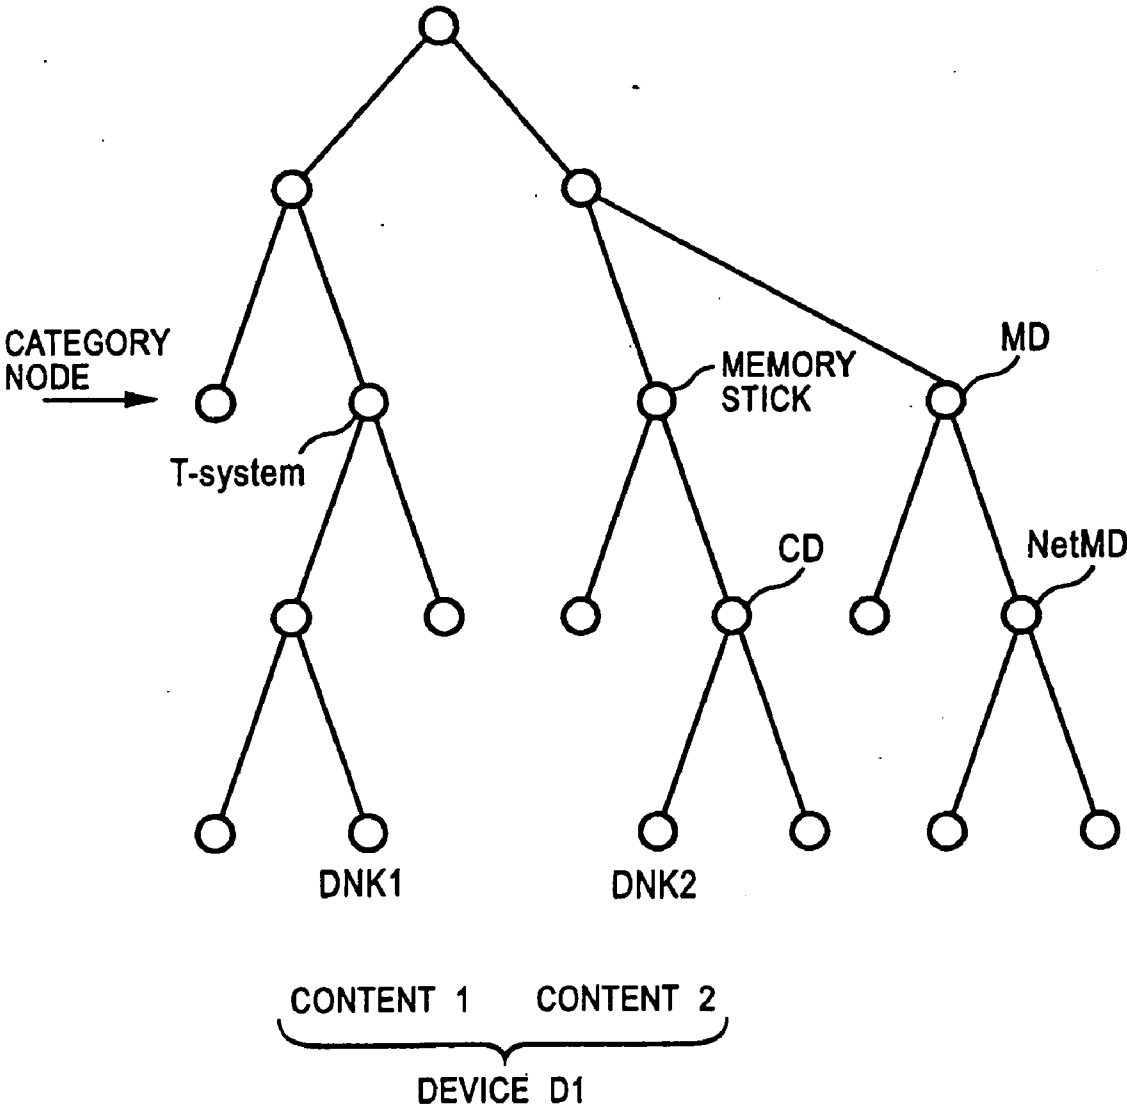 CATEGORY
NODE
T-system
MEMORY
STICK
MD
CD
NetMD
DNK1
DNK2
CONTENT 1
CONTENT 2
DEVICE D1